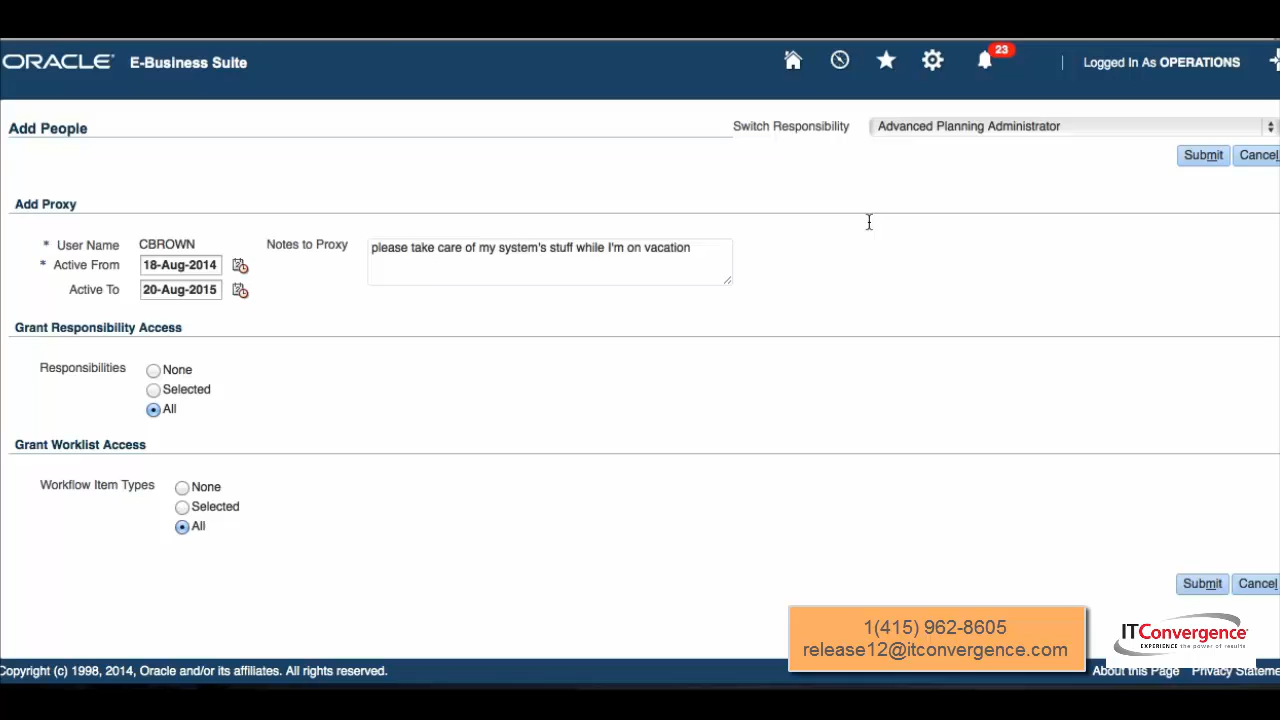 ORACLE E-Business Suite 23 Logged In As OPERATIONS
Add People Switch Responsibility Advanced Planning Administrator
Submit Cancel
Add Proxy
* User Name CBROWN Notes to Proxy please take care of my system's stuff while I'm on vacation
* Active From 18-Aug-2014
Active To 20-Aug-2015
Grant Responsibility Access
Responsibilities None
Selected
All
Grant Worklist Access
Workflow Item Types None
Selected
All
Submit Cancel
1(415) 962-8605
release12@itconvergence.com
ITConvergence
EXPERIENCE the power of results
Copyright (c) 1998, 2014, Oracle and/or its affiliates. All rights reserved. About this Page Privacy Stateme